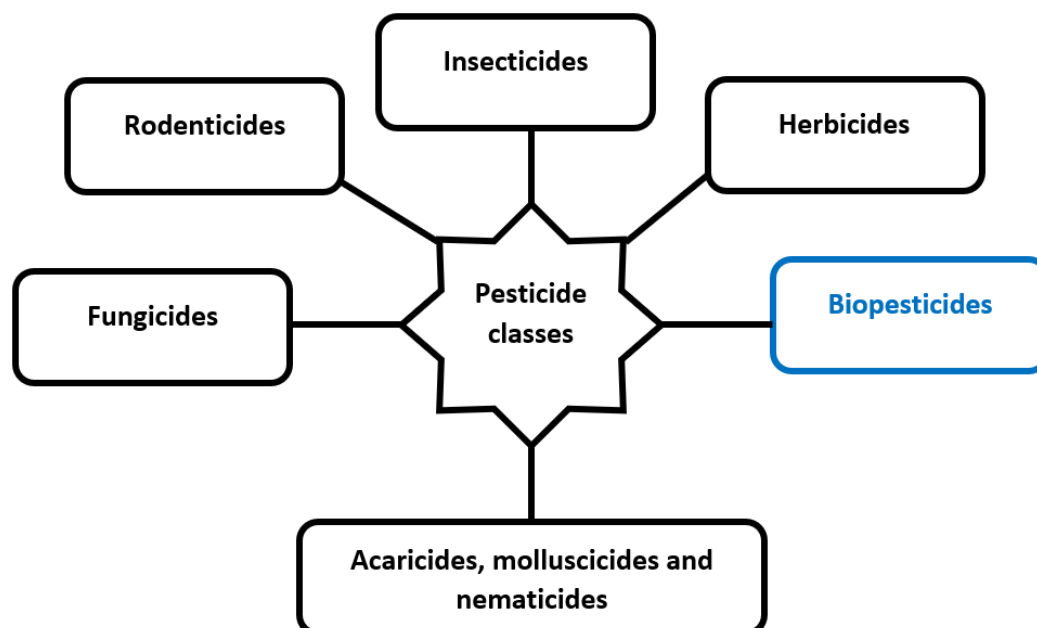 Insecticides
Rodenticides
Herbicides
Pesticide
classes
Fungicides
Biopesticides
Acaricides, molluscicides and
nematicides